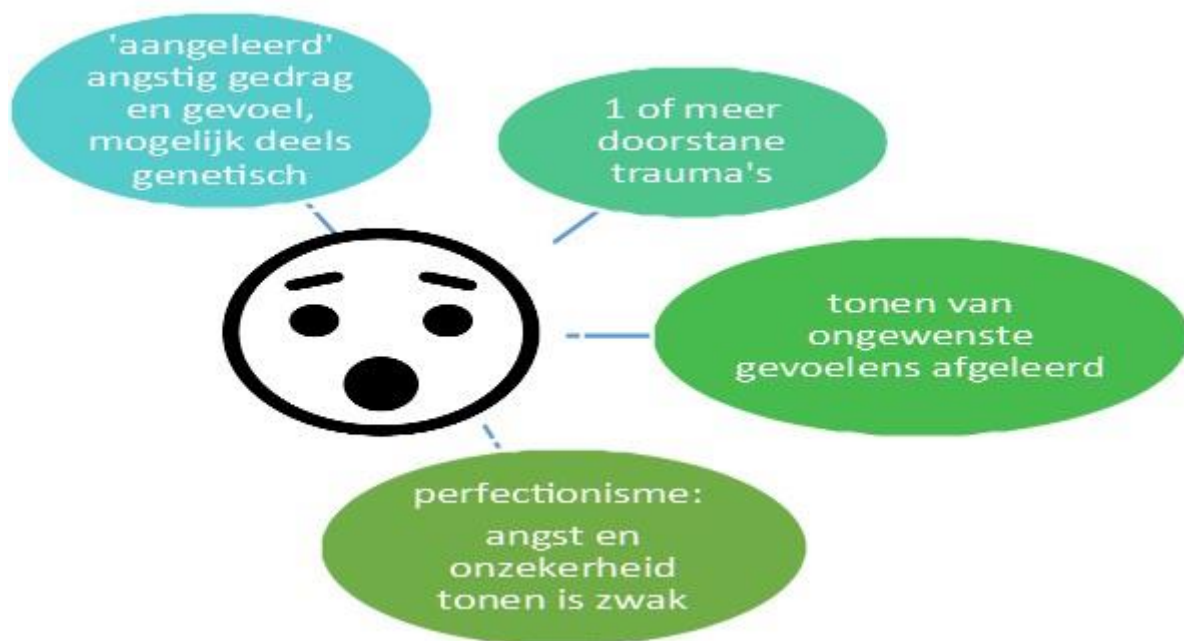 'aangeleerd'
angstig gedrag
en gevoel,
mogelijk deels
genetisch
1 of meer
doorstane
trauma's
tonen van
ongewenste
gevoelens afgeleerd
perfectionisme:
angst en
onzekerheid
tonen is zwak